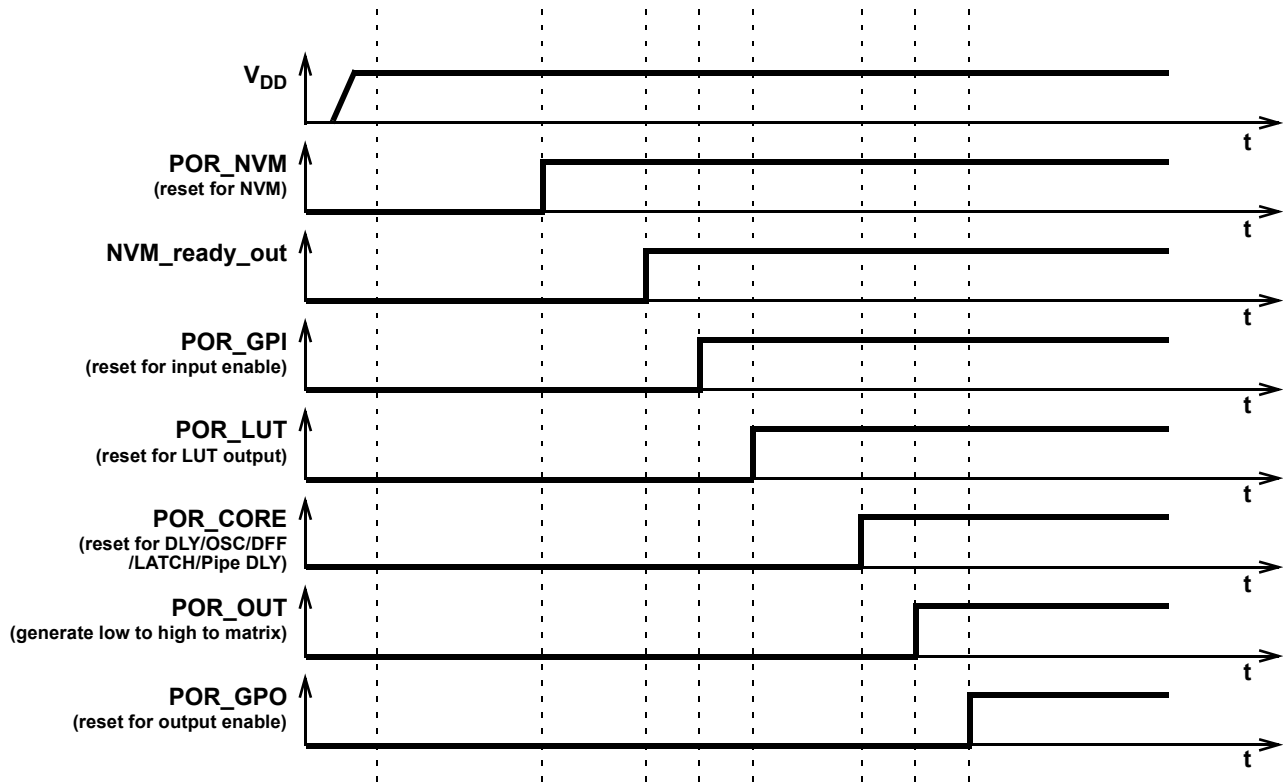 VDD
t
POR_NVM
(reset for NVM)
t
NVM_ready_out
t
POR_GPI
(reset for input enable)
t
POR_LUT
(reset for LUT output)
t
POR_CORE
(reset for DLY/OSC/DFF
/LATCH/Pipe DLY)
t
POR_OUT
(generate low to high to matrix)
t
POR_GPO
(reset for output enable)
t